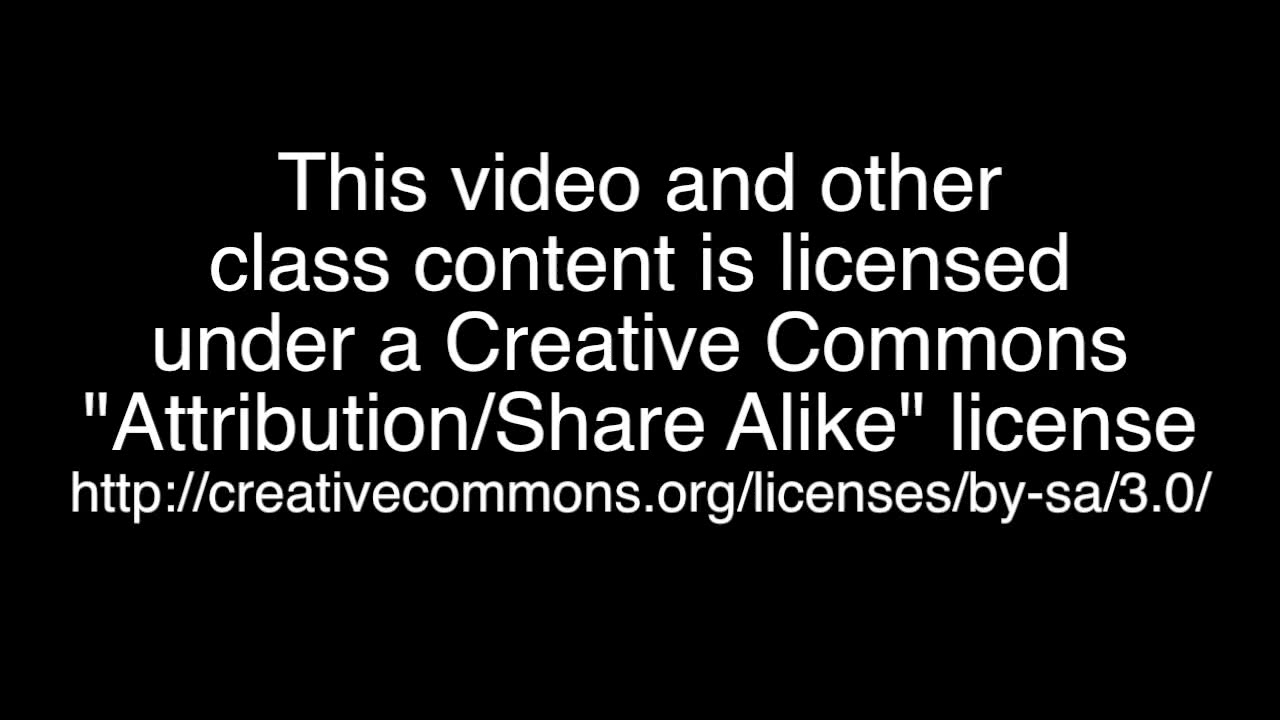 This video and other
class content is licensed
under a Creative Commons
"Attribution/Share Alike" license
http://creativecommons.org/licenses/by-sa/3.0/